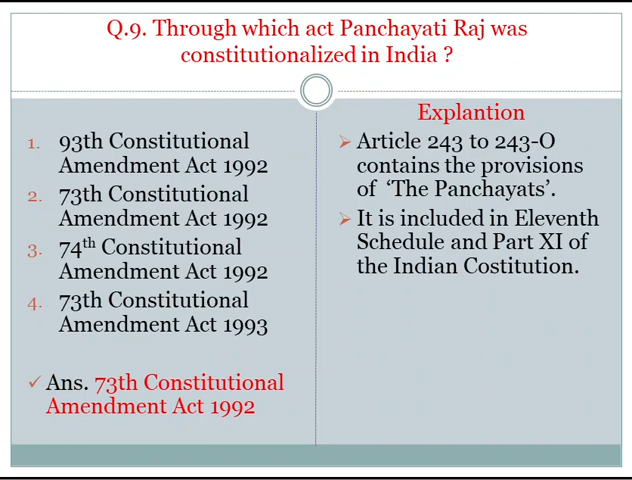 Q.9. Through which act Panchayati Raj was
constitutionalized in India ?
1. 93th Constitutional
Amendment Act 1992
2. 73th Constitutional
Amendment Act 1992
3. 74th Constitutional
Amendment Act 1992
4. 73th Constitutional
Amendment Act 1993
✓ Ans. 73th Constitutional
Amendment Act 1992
Explantion
➢ Article 243 to 243-O
contains the provisions
of ‘The Panchayats’.
➢ It is included in Eleventh
Schedule and Part XI of
the Indian Costitution.